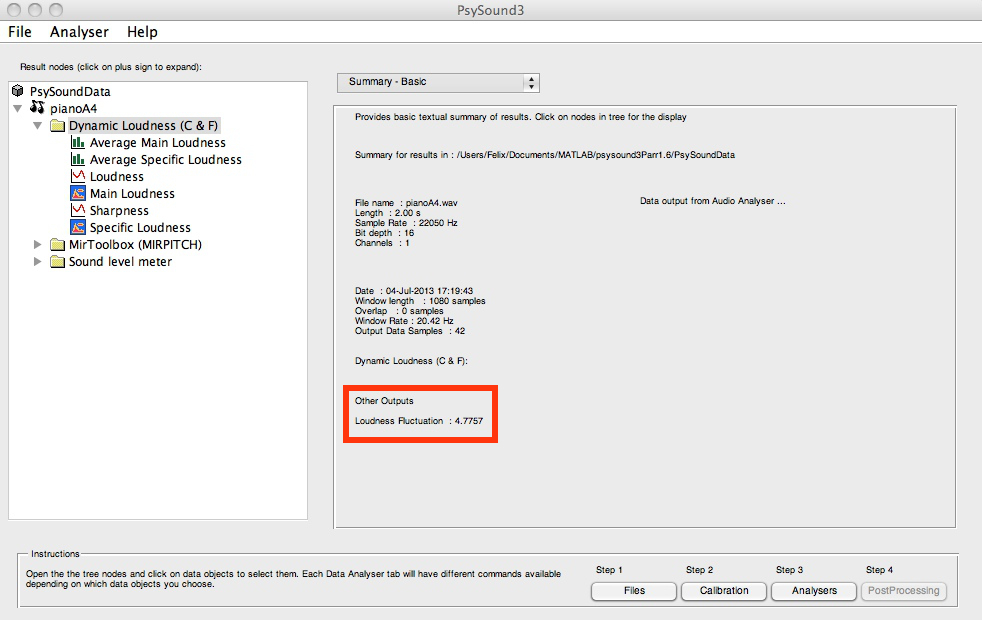 PsySound3
File Analyser Help
Result nodes (click on plus sign to expand):
PsySoundData
pianoA4
Dynamic Loudness (C & F)
Average Main Loudness
Average Specific Loudness
Loudness
Main Loudness
Sharpness
Specific Loudness
MirToolbox (MIRPITCH)
Sound level meter
Summary - Basic
Provides basic textual summary of results. Click on nodes in tree for the display
Summary for results in : /Users/Felix/Documents/MATLAB/psysound3Parr1.6/PsySoundData
File name : pianoA4.wav
Length : 2.00 s
Sample Rate : 22050 Hz
Bit depth : 16
Channels : 1
Data output from Audio Analyser ...
Date : 04-Jul-2013 17:19:43
Window length : 1080 samples
Overlap : 0 samples
Window Rate : 20.42 Hz
Output Data Samples : 42
Dynamic Loudness (C & F):
Other Outputs
Loudness Fluctuation : 4.7757
Instructions
Open the the tree nodes and click on data objects to select them. Each Data Analyser tab will have different commands available
depending on which data objects you choose.
Step 1 Step 2 Step 3 Step 4
Files Calibration Analysers PostProcessing